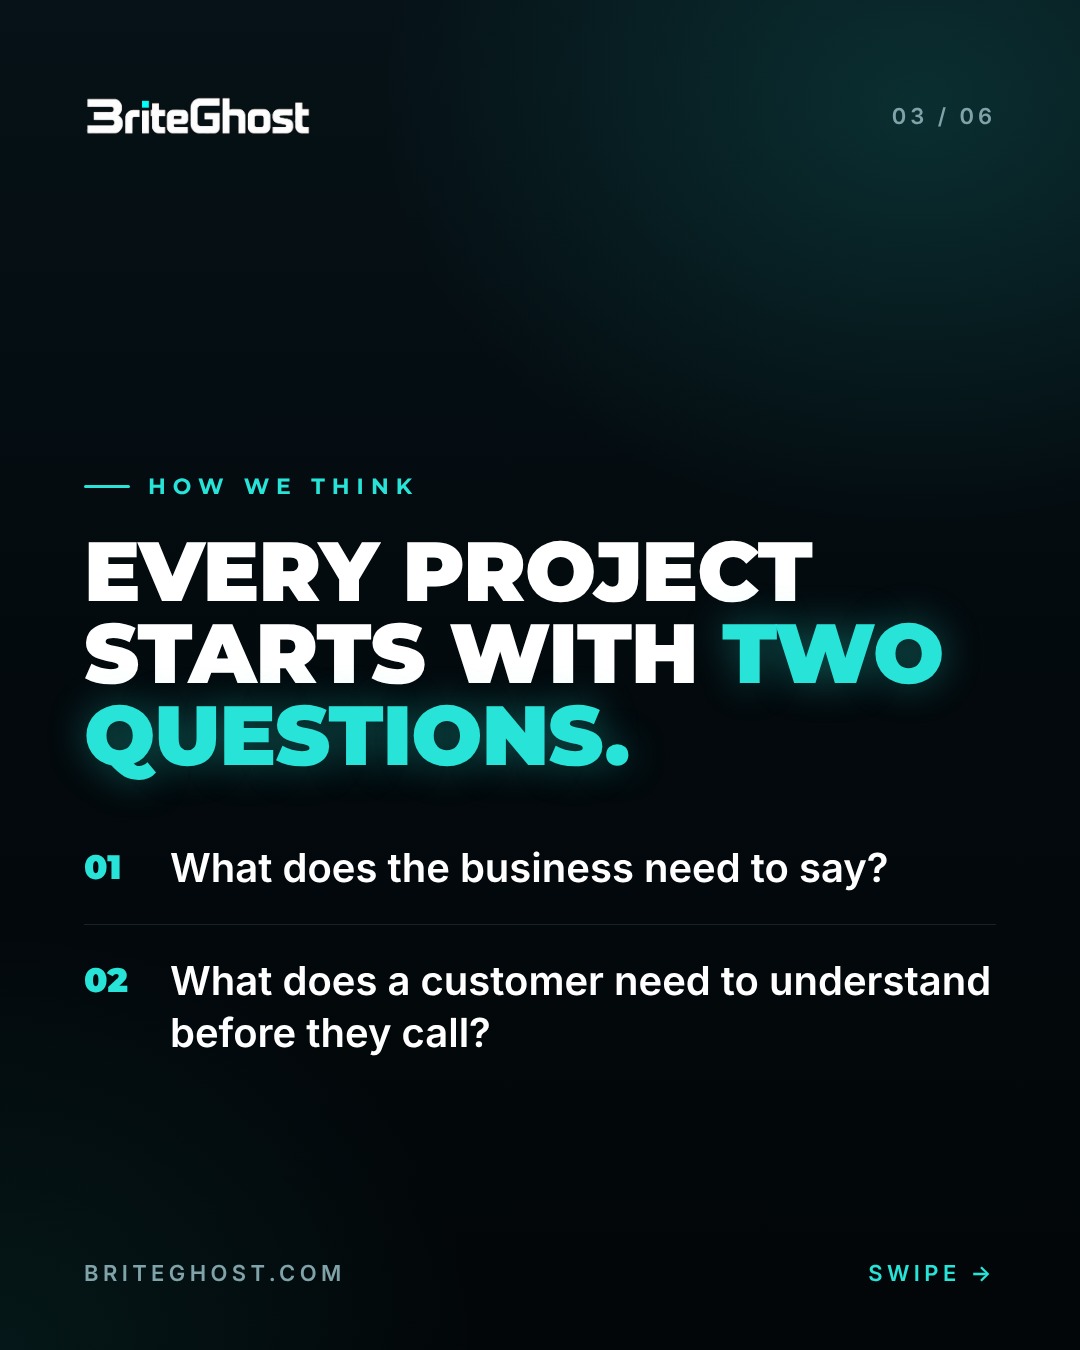 BriteGhost
03 / 06
HOW WE THINK
EVERY PROJECT
STARTS WITH TWO
QUESTIONS.
01 What does the business need to say?
02 What does a customer need to understand
before they call?
BRITEGHOST.COM
SWIPE →